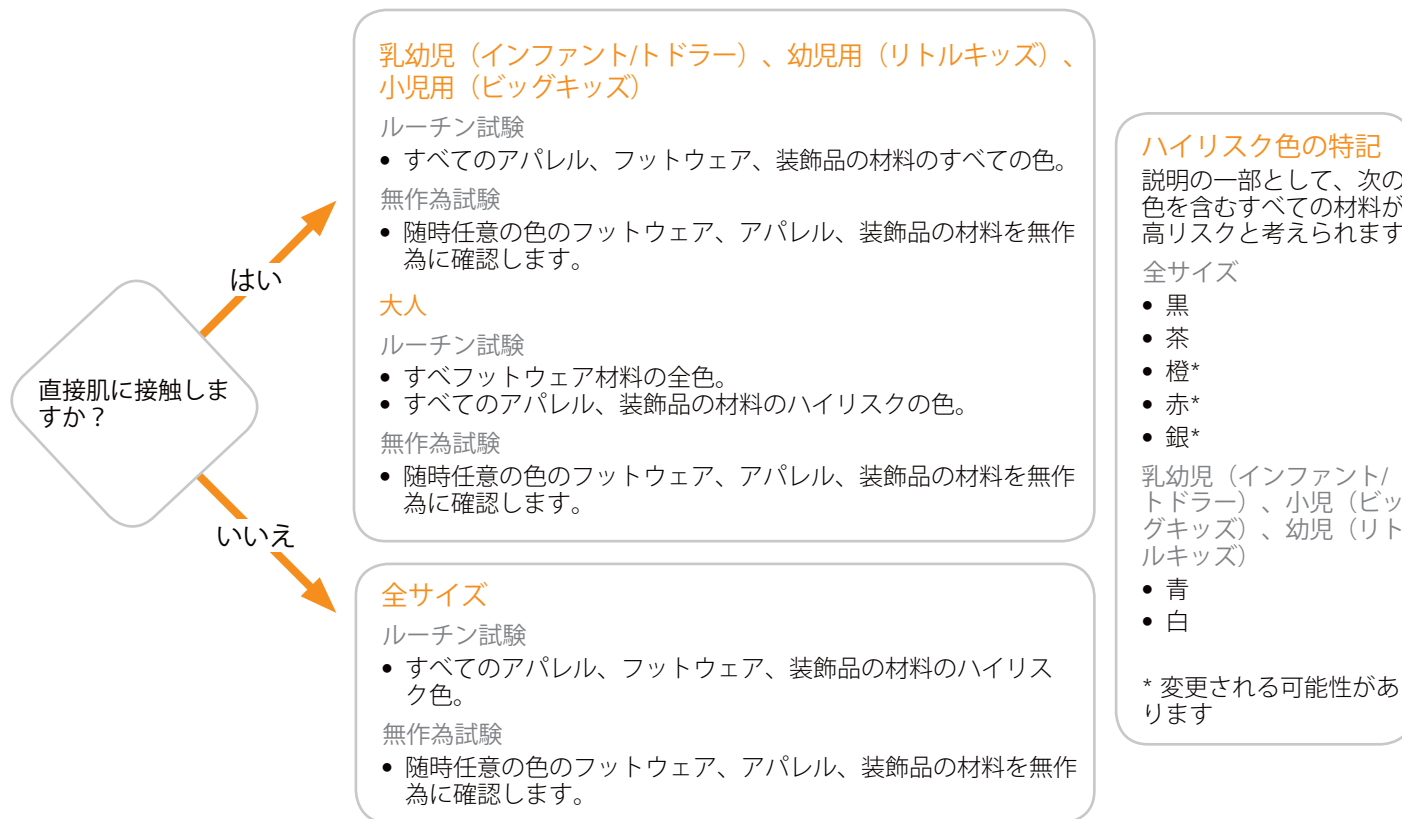 直接肌に接触しま
すか？
はい
いいえ
乳幼児（インファント/トドラー）、幼児用（リトルキッズ）、
小児用（ビッグキッズ）
ルーチン試験
• すべてのアパレル、フットウェア、装飾品の材料のすべての色。
無作為試験
• 随時任意の色のフットウェア、アパレル、装飾品の材料を無作
為に確認します。
大人
ルーチン試験
• すべフットウェア材料の全色。
• すべてのアパレル、装飾品の材料のハイリスクの色。
無作為試験
• 随時任意の色のフットウェア、アパレル、装飾品の材料を無作
為に確認します。
全サイズ
ルーチン試験
• すべてのアパレル、フットウェア、装飾品の材料のハイリス
ク色。
無作為試験
• 随時任意の色のフットウェア、アパレル、装飾品の材料を無作
為に確認します。
ハイリスク色の特記
説明の一部として、次の
色を含むすべての材料が
高リスクと考えられます
全サイズ
• 黒
• 茶
• 橙*
• 赤*
• 銀*
乳幼児（インファント/
トドラー）、小児（ビッ
グキッズ）、幼児（リト
ルキッズ）
• 青
• 白
* 変更される可能性があ
ります